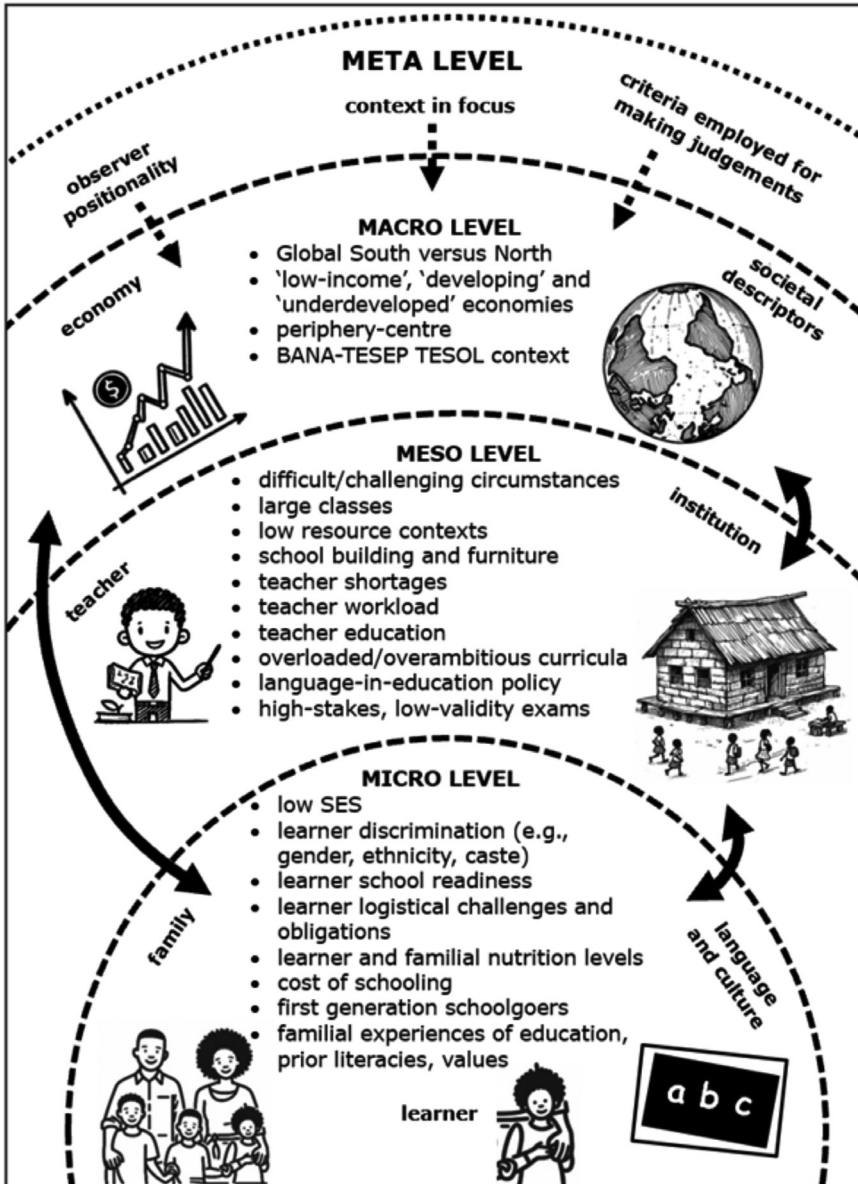 META LEVEL
context in focus
observer
positionality
criteria employed for
making judgements
MACRO LEVEL
• Global South versus North
• ‘low-income’, ‘developing’ and
‘underdeveloped’ economies
• periphery-centre
• BANA-TESEP TESOL context
economy
$
societal
descriptors
MESO LEVEL
• difficult/challenging circumstances
• large classes
• low resource contexts
• school building and furniture
• teacher shortages
• teacher workload
• teacher education
• overloaded/overambitious curricula
• language-in-education policy
• high-stakes, low-validity exams
teacher
institution
MICRO LEVEL
• low SES
• learner discrimination (e.g.,
gender, ethnicity, caste)
• learner school readiness
• learner logistical challenges and
obligations
• learner and familial nutrition levels
• cost of schooling
• first generation schoolgoers
• familial experiences of education,
prior literacies, values
family
language
and culture
learner
a b c